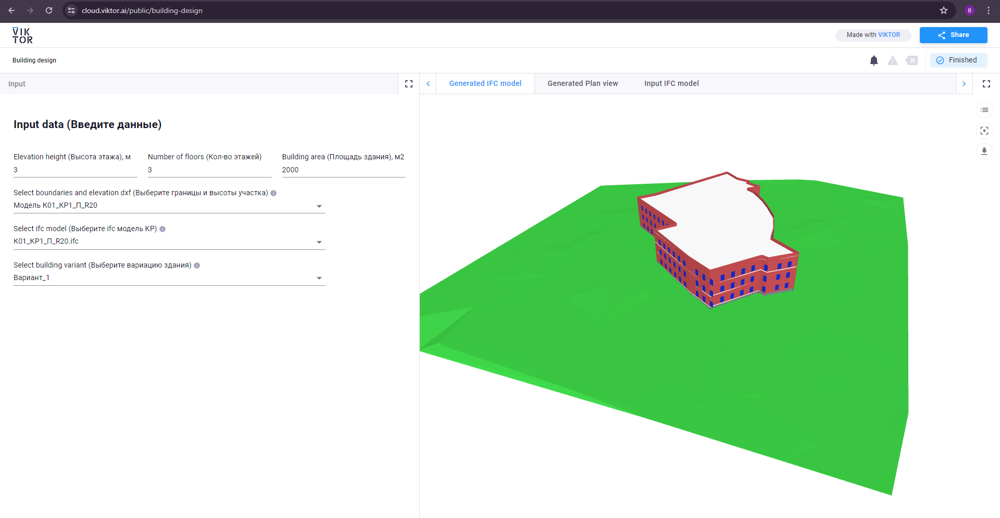 cloud.viktor.ai/public/building-design
B
VIK
TOR
Made with VIKTOR
Share
Building design
Finished
Input
Generated IFC model
Generated Plan view
Input IFC model
Input data (Введите данные)
Elevation height (Высота этажа), м
Number of floors (Кол-во этажей)
Building area (Площадь здания), м2
3
3
2000
Select boundaries and elevation dxf (Выберите границы и высоты участка)
Модель К01_КР1_П_R20
Select ifc model (Выберите ifc модель КР)
К01_КР1_П_R20.ifc
Select building variant (Выберите вариацию здания)
Вариант_1